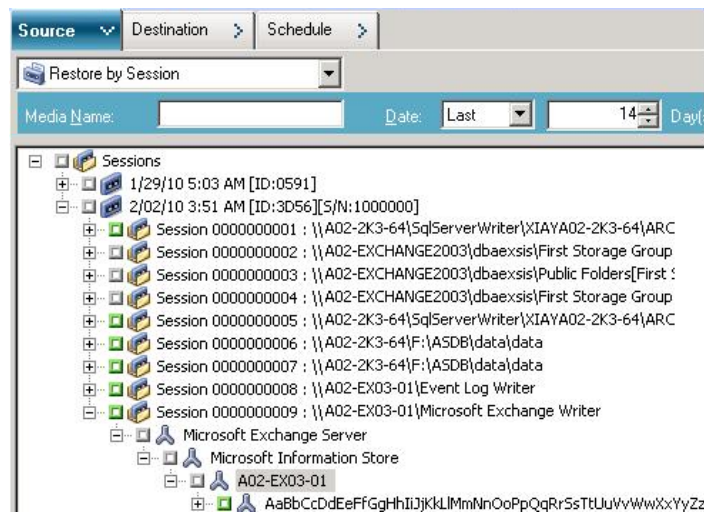 Source Destination Schedule
Restore by Session
Media Name: Date: Last 14 Day(
Sessions
1/29/10 5:03 AM [ID:0591]
2/02/10 3:51 AM [ID:3D56][S/N:1000000]
Session 0000000001 : \\A02-2K3-64\SqlServerWriter\XIAYA02-2K3-64\ARC
Session 0000000002 : \\A02-EXCHANGE2003\dbaexsis\First Storage Group
Session 0000000003 : \\A02-EXCHANGE2003\dbaexsis\Public Folders[First
Session 0000000004 : \\A02-EXCHANGE2003\dbaexsis\First Storage Group
Session 0000000005 : \\A02-2K3-64\SqlServerWriter\XIAYA02-2K3-64\ARC
Session 0000000006 : \\A02-2K3-64\F:\ASDB\data\data
Session 0000000007 : \\A02-2K3-64\F:\ASDB\data\data
Session 0000000008 : \\A02-EX03-01\Event Log Writer
Session 0000000009 : \\A02-EX03-01\Microsoft Exchange Writer
Microsoft Exchange Server
Microsoft Information Store
A02-EX03-01
AaBbCcDdEeFfGgHhIiJjKkLlMmNnOoPpQqRrSsTtUuVvWwXxYyZz